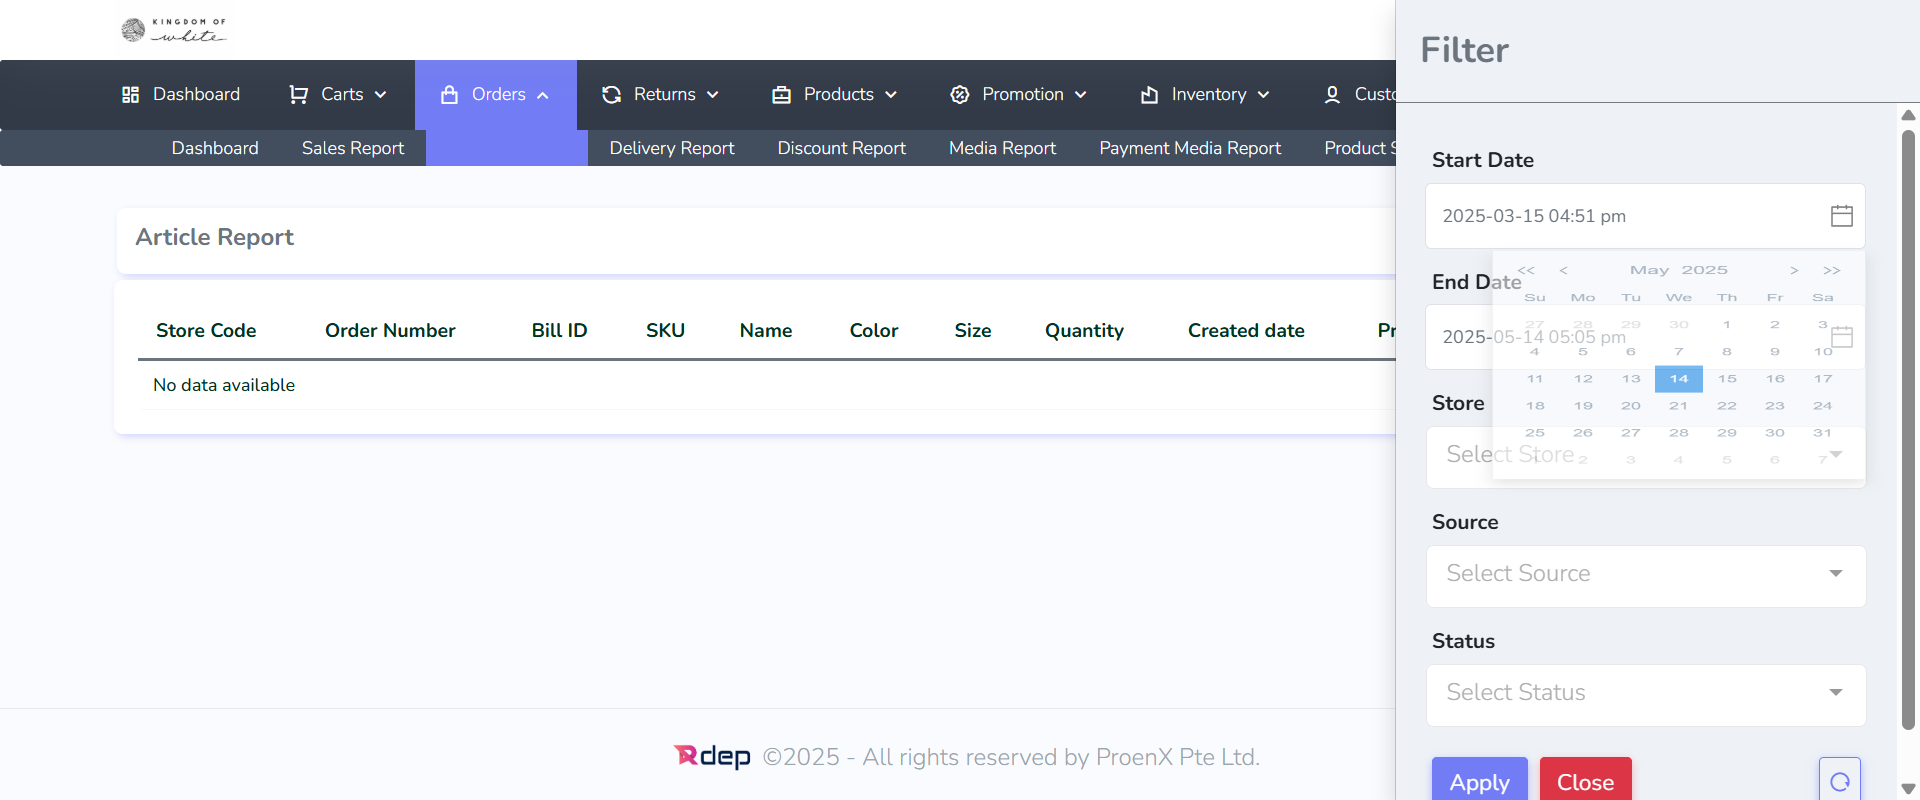 KINGDOM OF
white
Filter
Dashboard Carts Orders Returns Products Promotion Inventory Custo
Dashboard Sales Report Delivery Report Discount Report Media Report Payment Media Report Product S
Article Report
Store Code Order Number Bill ID SKU Name Color Size Quantity Created date Pr
No data available
Start Date
2025-03-15 04:51 pm
End Date
2025-05-14 05:05 pm
<< < May 2025 > >>
Su Mo Tu We Th Fr Sa
27 28 29 30 1 2 3
4 5 6 7 8 9 10
11 12 13 14 15 16 17
18 19 20 21 22 23 24
25 26 27 28 29 30 31
1 2 3 4 5 6 7
Store
Select Store
Source
Select Source
Status
Select Status
Apply Close
Rdep ©2025 - All rights reserved by ProenX Pte Ltd.